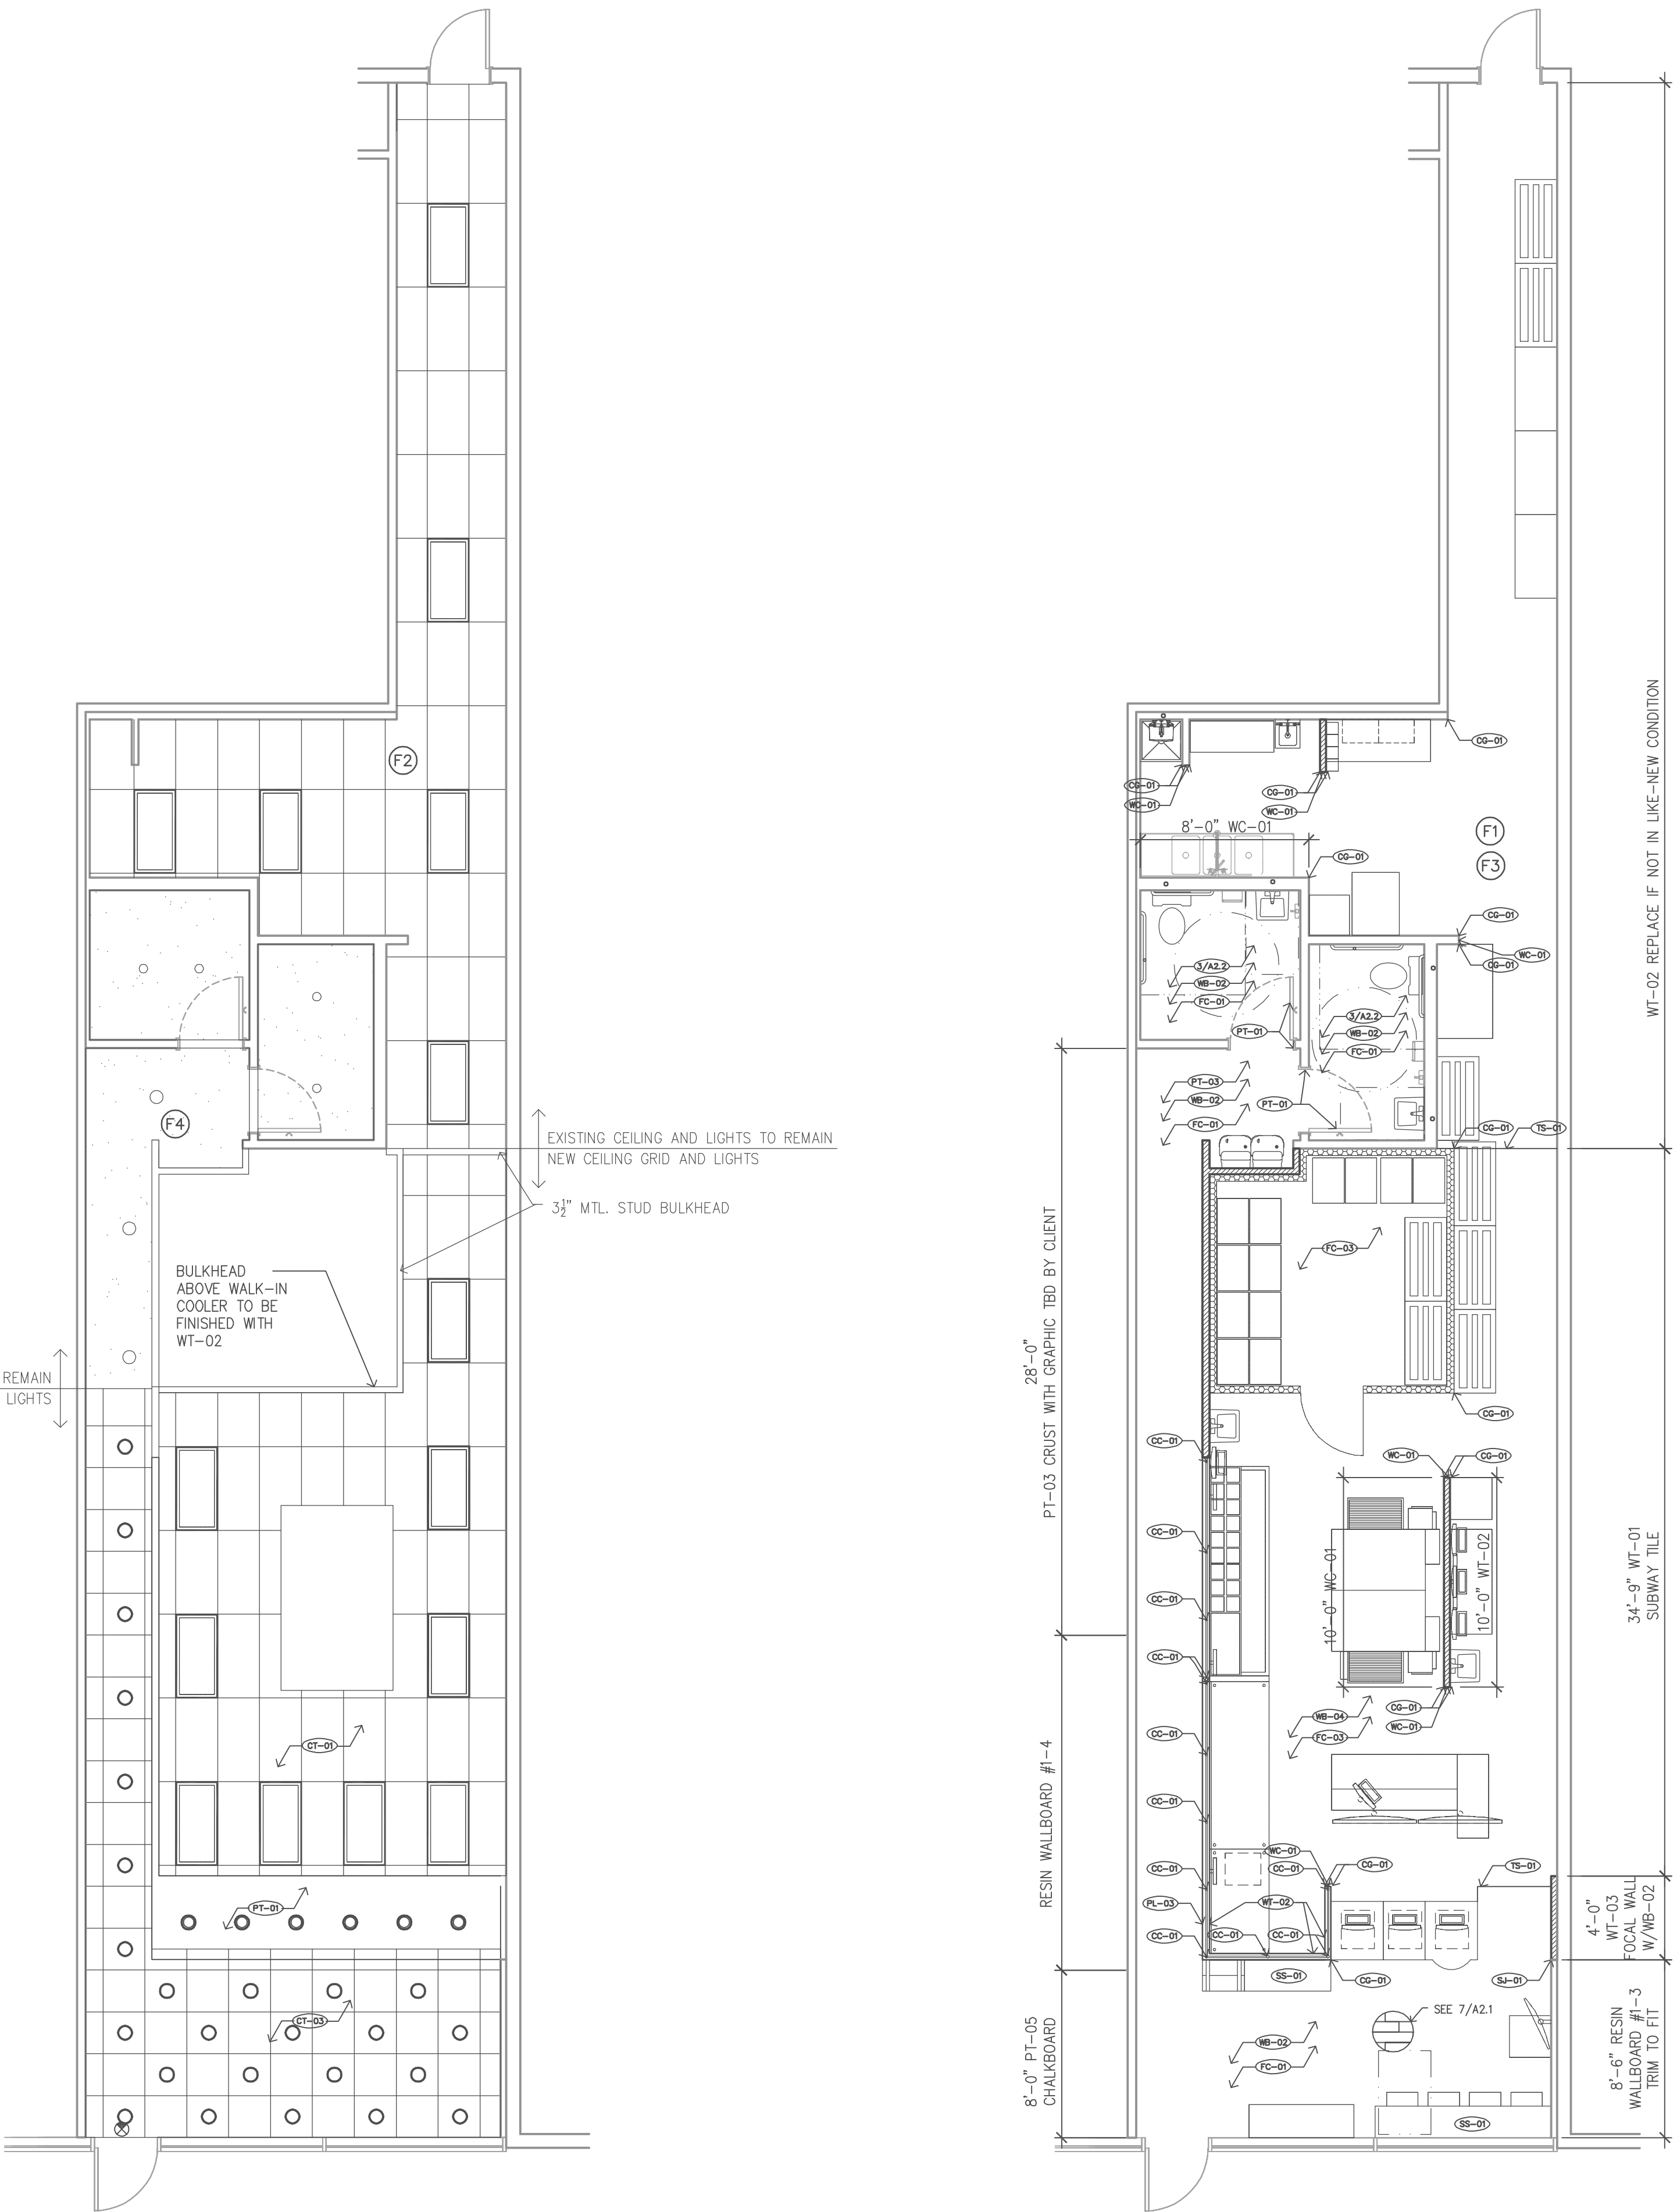 F2
F4
EXISTING CEILING AND LIGHTS TO REMAIN
NEW CEILING GRID AND LIGHTS
3½" MTL. STUD BULKHEAD
BULKHEAD
ABOVE WALK-IN
COOLER TO BE
FINISHED WITH
WT-02
REMAIN
LIGHTS
CT-01
PT-01
CT-03
CG-01
CG-01
WC-01
CG-01
WC-01
8'-0" WC-01
F1
F3
CG-01
CG-01
WC-01
CG-01
3/A2.2
WB-02
FC-01
PT-01
3/A2.2
WB-02
FC-01
PT-03
WB-02
FC-01
PT-01
CG-01
TS-01
FC-03
CG-01
WT-02 REPLACE IF NOT IN LIKE-NEW CONDITION
28'-0"
PT-03 CRUST WITH GRAPHIC TBD BY CLIENT
CC-01
WC-01
CG-01
CC-01
CC-01
CC-01
10'-0" WC-01
10'-0" WT-02
34'-9" WT-01
SUBWAY TILE
CG-01
WC-01
WB-04
FC-03
CC-01
CC-01
RESIN WALLBOARD #1-4
WC-01
CC-01
CC-01
CG-01
TS-01
PL-03
WT-02
CC-01
CC-01
CC-01
SS-01
CG-01
SJ-01
4'-0"
WT-03
FOCAL WALL
W/WB-02
SEE 7/A2.1
WB-02
FC-01
8'-0" PT-05
CHALKBOARD
8'-6" RESIN
WALLBOARD #1-3
TRIM TO FIT
SS-01